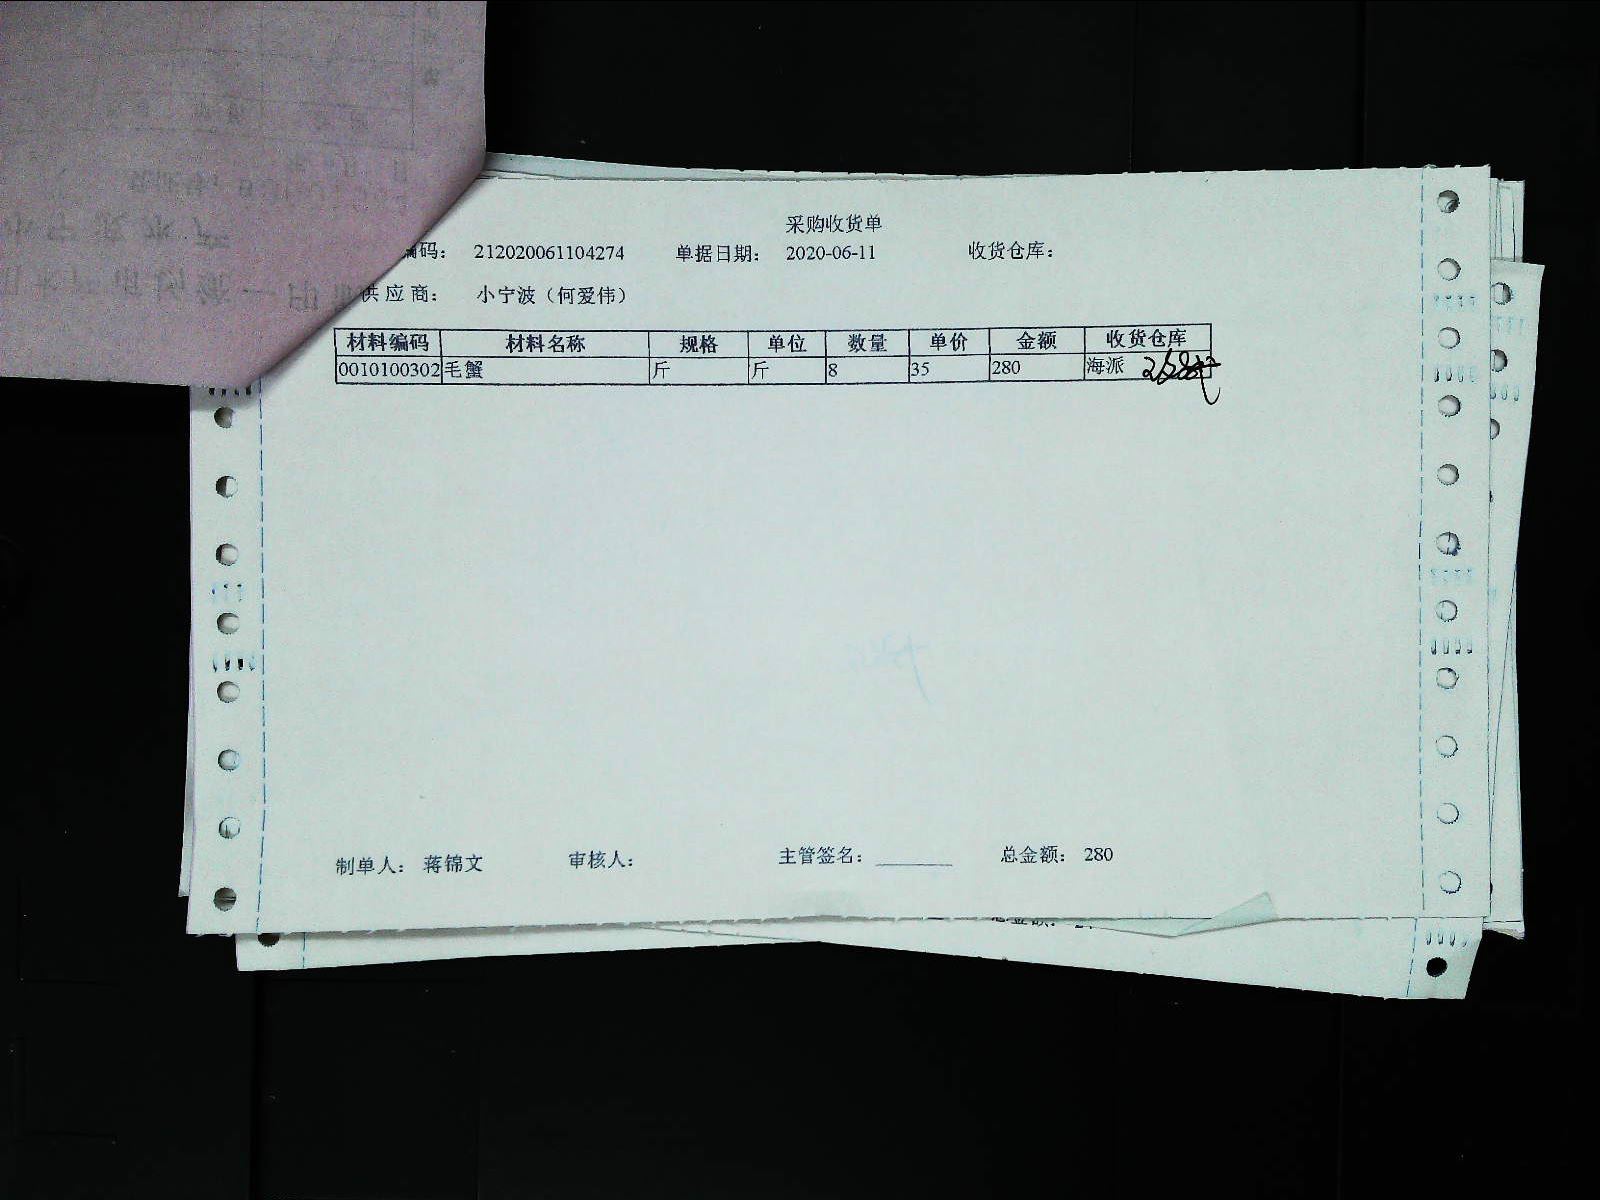 采购收货单
编码： 212020061104274 单据日期： 2020-06-11 收货仓库：
供应商： 小宁波（何爱伟）
材料编码 材料名称 规格 单位 数量 单价 金额 收货仓库
0010100302 毛蟹 斤 斤 8 35 280 海派
制单人： 蒋锦文 审核人： 主管签名： 总金额： 280